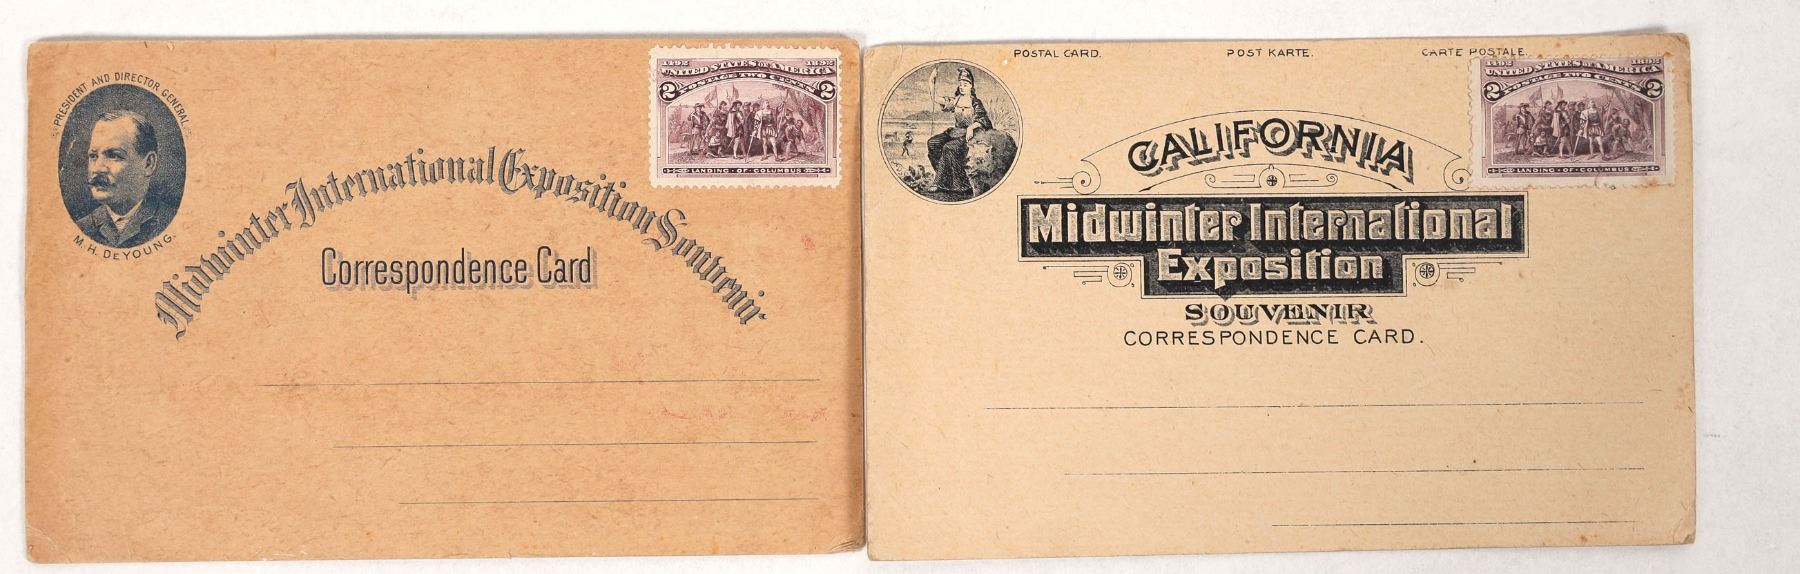 PRESIDENT AND DIRECTOR GENERAL
M. H. DEYOUNG.
Midwinter International Exposition Souvenir
Correspondence Card
1492 1892
UNITED STATES OF AMERICA
2 POSTAGE TWO CENTS 2
LANDING · OF · COLUMBUS
POSTAL CARD. POST KARTE. CARTE POSTALE.
CALIFORNIA
Midwinter International
Exposition
SOUVENIR
CORRESPONDENCE CARD.
1492 1892
UNITED STATES OF AMERICA
2 POSTAGE TWO CENTS 2
LANDING · OF · COLUMBUS